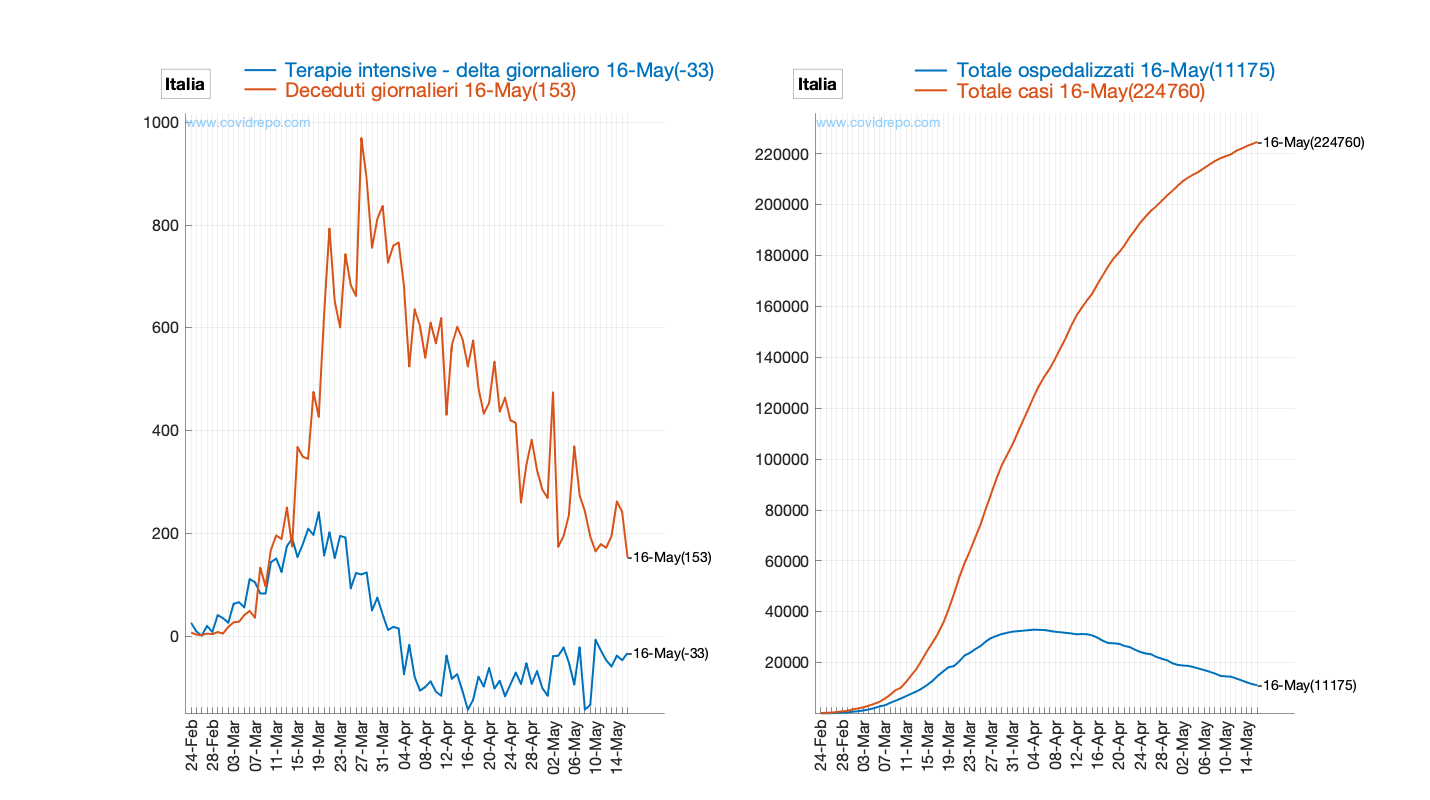 Italia
Terapie intensive - delta giornaliero 16-May(-33)
Deceduti giornalieri 16-May(153)
www.covidrepo.com
1000
800
600
400
200
0
16-May(153)
16-May(-33)
24-Feb
28-Feb
03-Mar
07-Mar
11-Mar
15-Mar
19-Mar
23-Mar
27-Mar
31-Mar
04-Apr
08-Apr
12-Apr
16-Apr
20-Apr
24-Apr
28-Apr
02-May
06-May
10-May
14-May
Italia
Totale ospedalizzati 16-May(11175)
Totale casi 16-May(224760)
www.covidrepo.com
220000
200000
180000
160000
140000
120000
100000
80000
60000
40000
20000
16-May(224760)
16-May(11175)
24-Feb
28-Feb
03-Mar
07-Mar
11-Mar
15-Mar
19-Mar
23-Mar
27-Mar
31-Mar
04-Apr
08-Apr
12-Apr
16-Apr
20-Apr
24-Apr
28-Apr
02-May
06-May
10-May
14-May